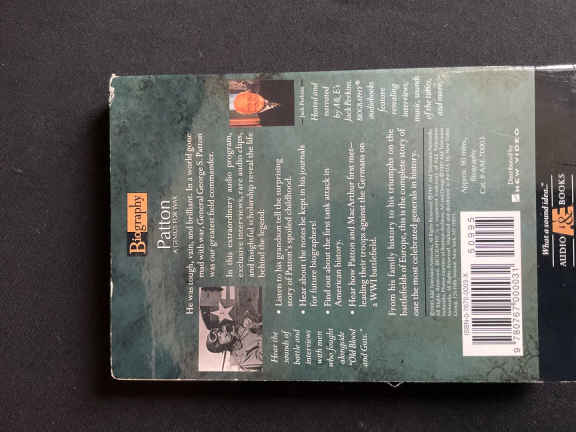 Biography
Patton
A GENIUS FOR WAR
He was tough, vain, and brilliant. In a world gone
mad with war, General George S. Patton
was our greatest field commander.
In this extraordinary audio program,
exclusive interviews, rare audio clips,
and insightful scholarship reveal the life
behind the legend.
• Listen to his grandson tell the surprising
story of Patton's spoiled childhood.
• Hear about the notes he kept in his journals
for future biographers!
• Find out about the first tank attack in
American history.
• Hear how Patton and MacArthur first met—
leading their troops against the Germans on
a WWI battlefield.
From his family history to his triumphs on the
battlefields of Europe, this is the complete story of
one the most celebrated generals in history.
Hear the
sounds of
battle and
interviews
with men
who fought
alongside
"Old Blood
and Guts."
—Jack Perkins
Hosted and
narrated
by A&E's
Jack Perkins,
BIOGRAPHY®
audiobooks
feature
revealing
interviews,
music, sounds
of the times,
and more.
50995
9 780767 000031
Biography
NEW VIDEO
What a sound idea.™
AUDIO A&E BOOKS